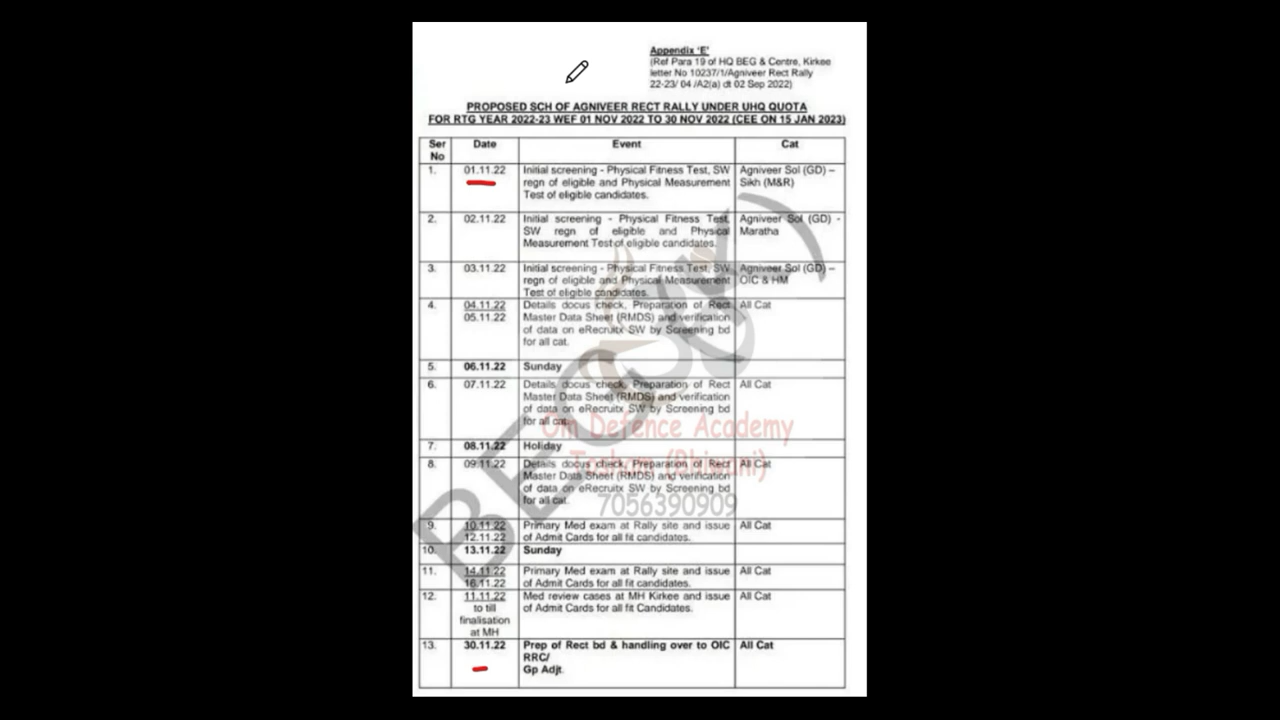 Appendix 'E'
(Ref Para 19 of HQ BEG & Centre, Kirkee
letter No 10237/1/Agniveer Rect Rally
22-23/ 04 /A2(a) dt 02 Sep 2022)
PROPOSED SCH OF AGNIVEER RECT RALLY UNDER UHQ QUOTA
FOR RTG YEAR 2022-23 WEF 01 NOV 2022 TO 30 NOV 2022 (CEE ON 15 JAN 2023)
Ser No Date Event Cat
1. 01.11.22 Initial screening - Physical Fitness Test, SW Agniveer Sol (GD) –
regn of eligible and Physical Measurement Sikh (M&R)
Test of eligible candidates.
2. 02.11.22 Initial screening - Physical Fitness Test, Agniveer Sol (GD) -
SW regn of eligible and Physical Maratha
Measurement Test of eligible candidates.
3. 03.11.22 Initial screening - Physical Fitness Test, SW Agniveer Sol (GD) –
regn of eligible and Physical Measurement OIC & HM
Test of eligible candidates.
4. 04.11.22 Details docus check, Preparation of Rect All Cat
05.11.22 Master Data Sheet (RMDS) and verification
of data on eRecruitx SW by Screening bd
for all cat.
5. 06.11.22 Sunday
6. 07.11.22 Details docus check, Preparation of Rect All Cat
Master Data Sheet (RMDS) and verification
of data on eRecruitx SW by Screening bd
for all cat.
7. 08.11.22 Holiday
8. 09.11.22 Details docus check, Preparation of Rect All Cat
Master Data Sheet (RMDS) and verification
of data on eRecruitx SW by Screening bd
for all cat.
9. 10.11.22 Primary Med exam at Rally site and issue All Cat
12.11.22 of Admit Cards for all fit candidates.
10. 13.11.22 Sunday
11. 14.11.22 Primary Med exam at Rally site and issue All Cat
16.11.22 of Admit Cards for all fit candidates.
12. 11.11.22 Med review cases at MH Kirkee and issue All Cat
to till of Admit Cards for all fit Candidates.
finalisation
at MH
13. 30.11.22 Prep of Rect bd & handling over to OIC All Cat
RRC/
Gp Adjt.
Om Defence Academy
(Bhiwani)
7056390909